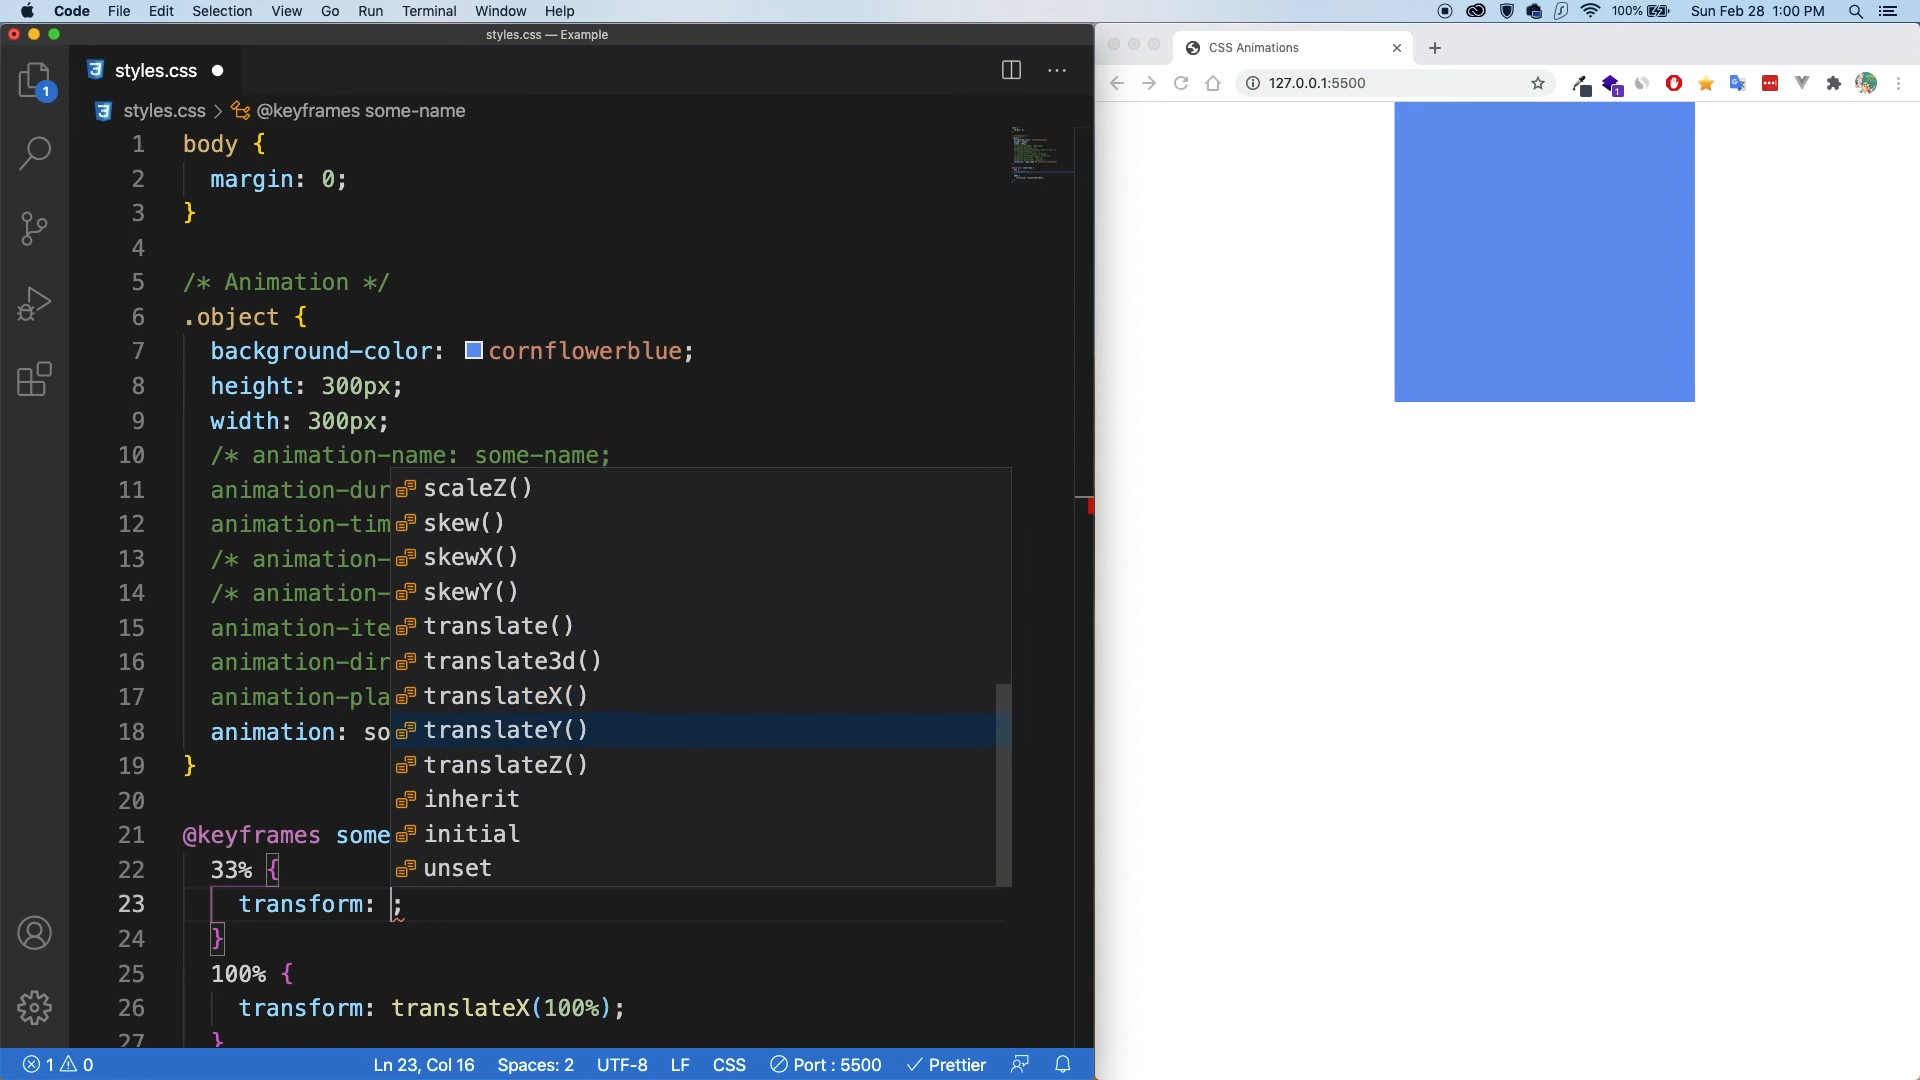 Code File Edit Selection View Go Run Terminal Window Help
100% Sun Feb 28 1:00 PM
styles.css — Example
styles.css
styles.css > @keyframes some-name
1 body {
2 margin: 0;
3 }
4
5 /* Animation */
6 .object {
7 background-color: cornflowerblue;
8 height: 300px;
9 width: 300px;
10 /* animation-name: some-name;
11 animation-dur
12 animation-tim
13 /* animation-
14 /* animation-
15 animation-ite
16 animation-dir
17 animation-pla
18 animation: so
19 }
20
21 @keyframes some
22 33% {
23 transform: ;
24 }
25 100% {
26 transform: translateX(100%);
27 }
scaleZ()
skew()
skewX()
skewY()
translate()
translate3d()
translateX()
translateY()
translateZ()
inherit
initial
unset
1
1 0 Ln 23, Col 16 Spaces: 2 UTF-8 LF CSS Port : 5500 Prettier
CSS Animations
127.0.0.1:5500
1